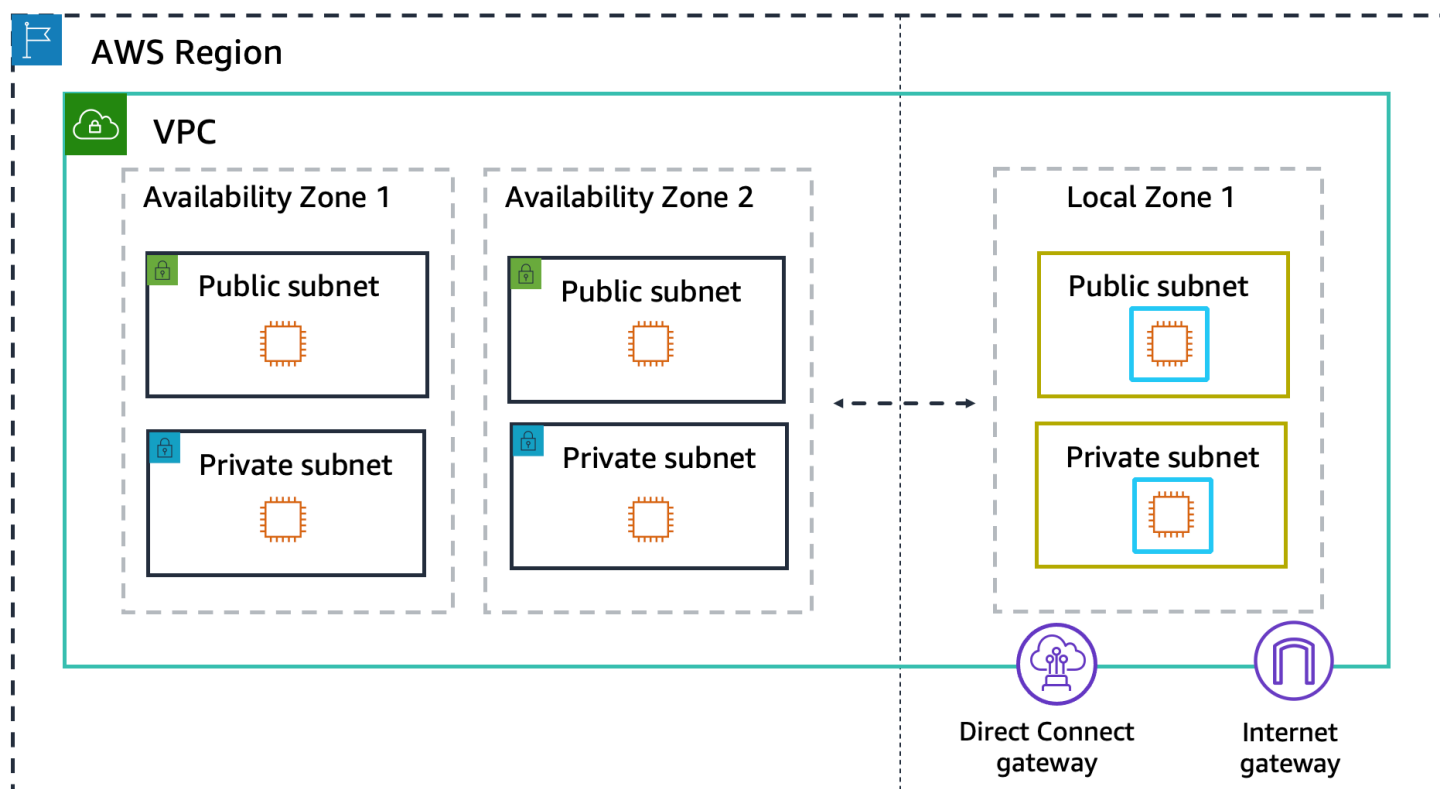 AWS Region
VPC
Availability Zone 1
Public subnet
Private subnet
Availability Zone 2
Public subnet
Private subnet
Local Zone 1
Public subnet
Private subnet
Direct Connect
gateway
Internet
gateway